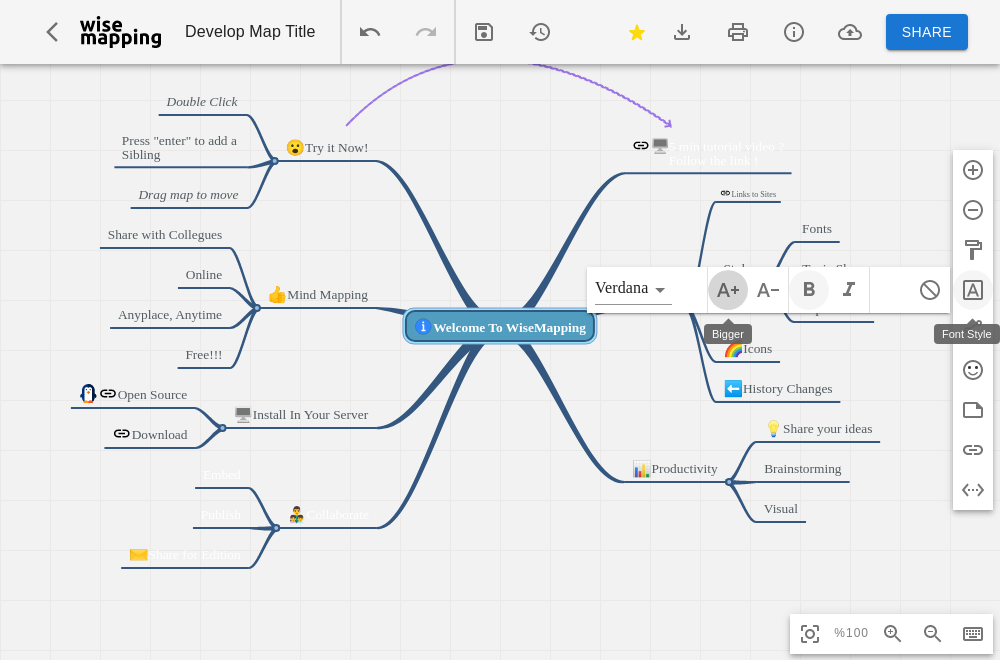 wise
mapping
Develop Map Title
SHARE
Double Click
Press "enter" to add a
Sibling
Drag map to move
Try it Now!
5 min tutorial video ?
Follow the link !
Links to Sites
Fonts
Share with Collegues
Online
Anyplace, Anytime
Free!!!
Mind Mapping
Welcome To WiseMapping
Verdana
A+
A-
B
I
A
Bigger
Font Style
Icons
History Changes
Open Source
Download
Install In Your Server
Share your ideas
Productivity
Brainstorming
Visual
Embed
Publish
Share for Edition
Collaborate
%100